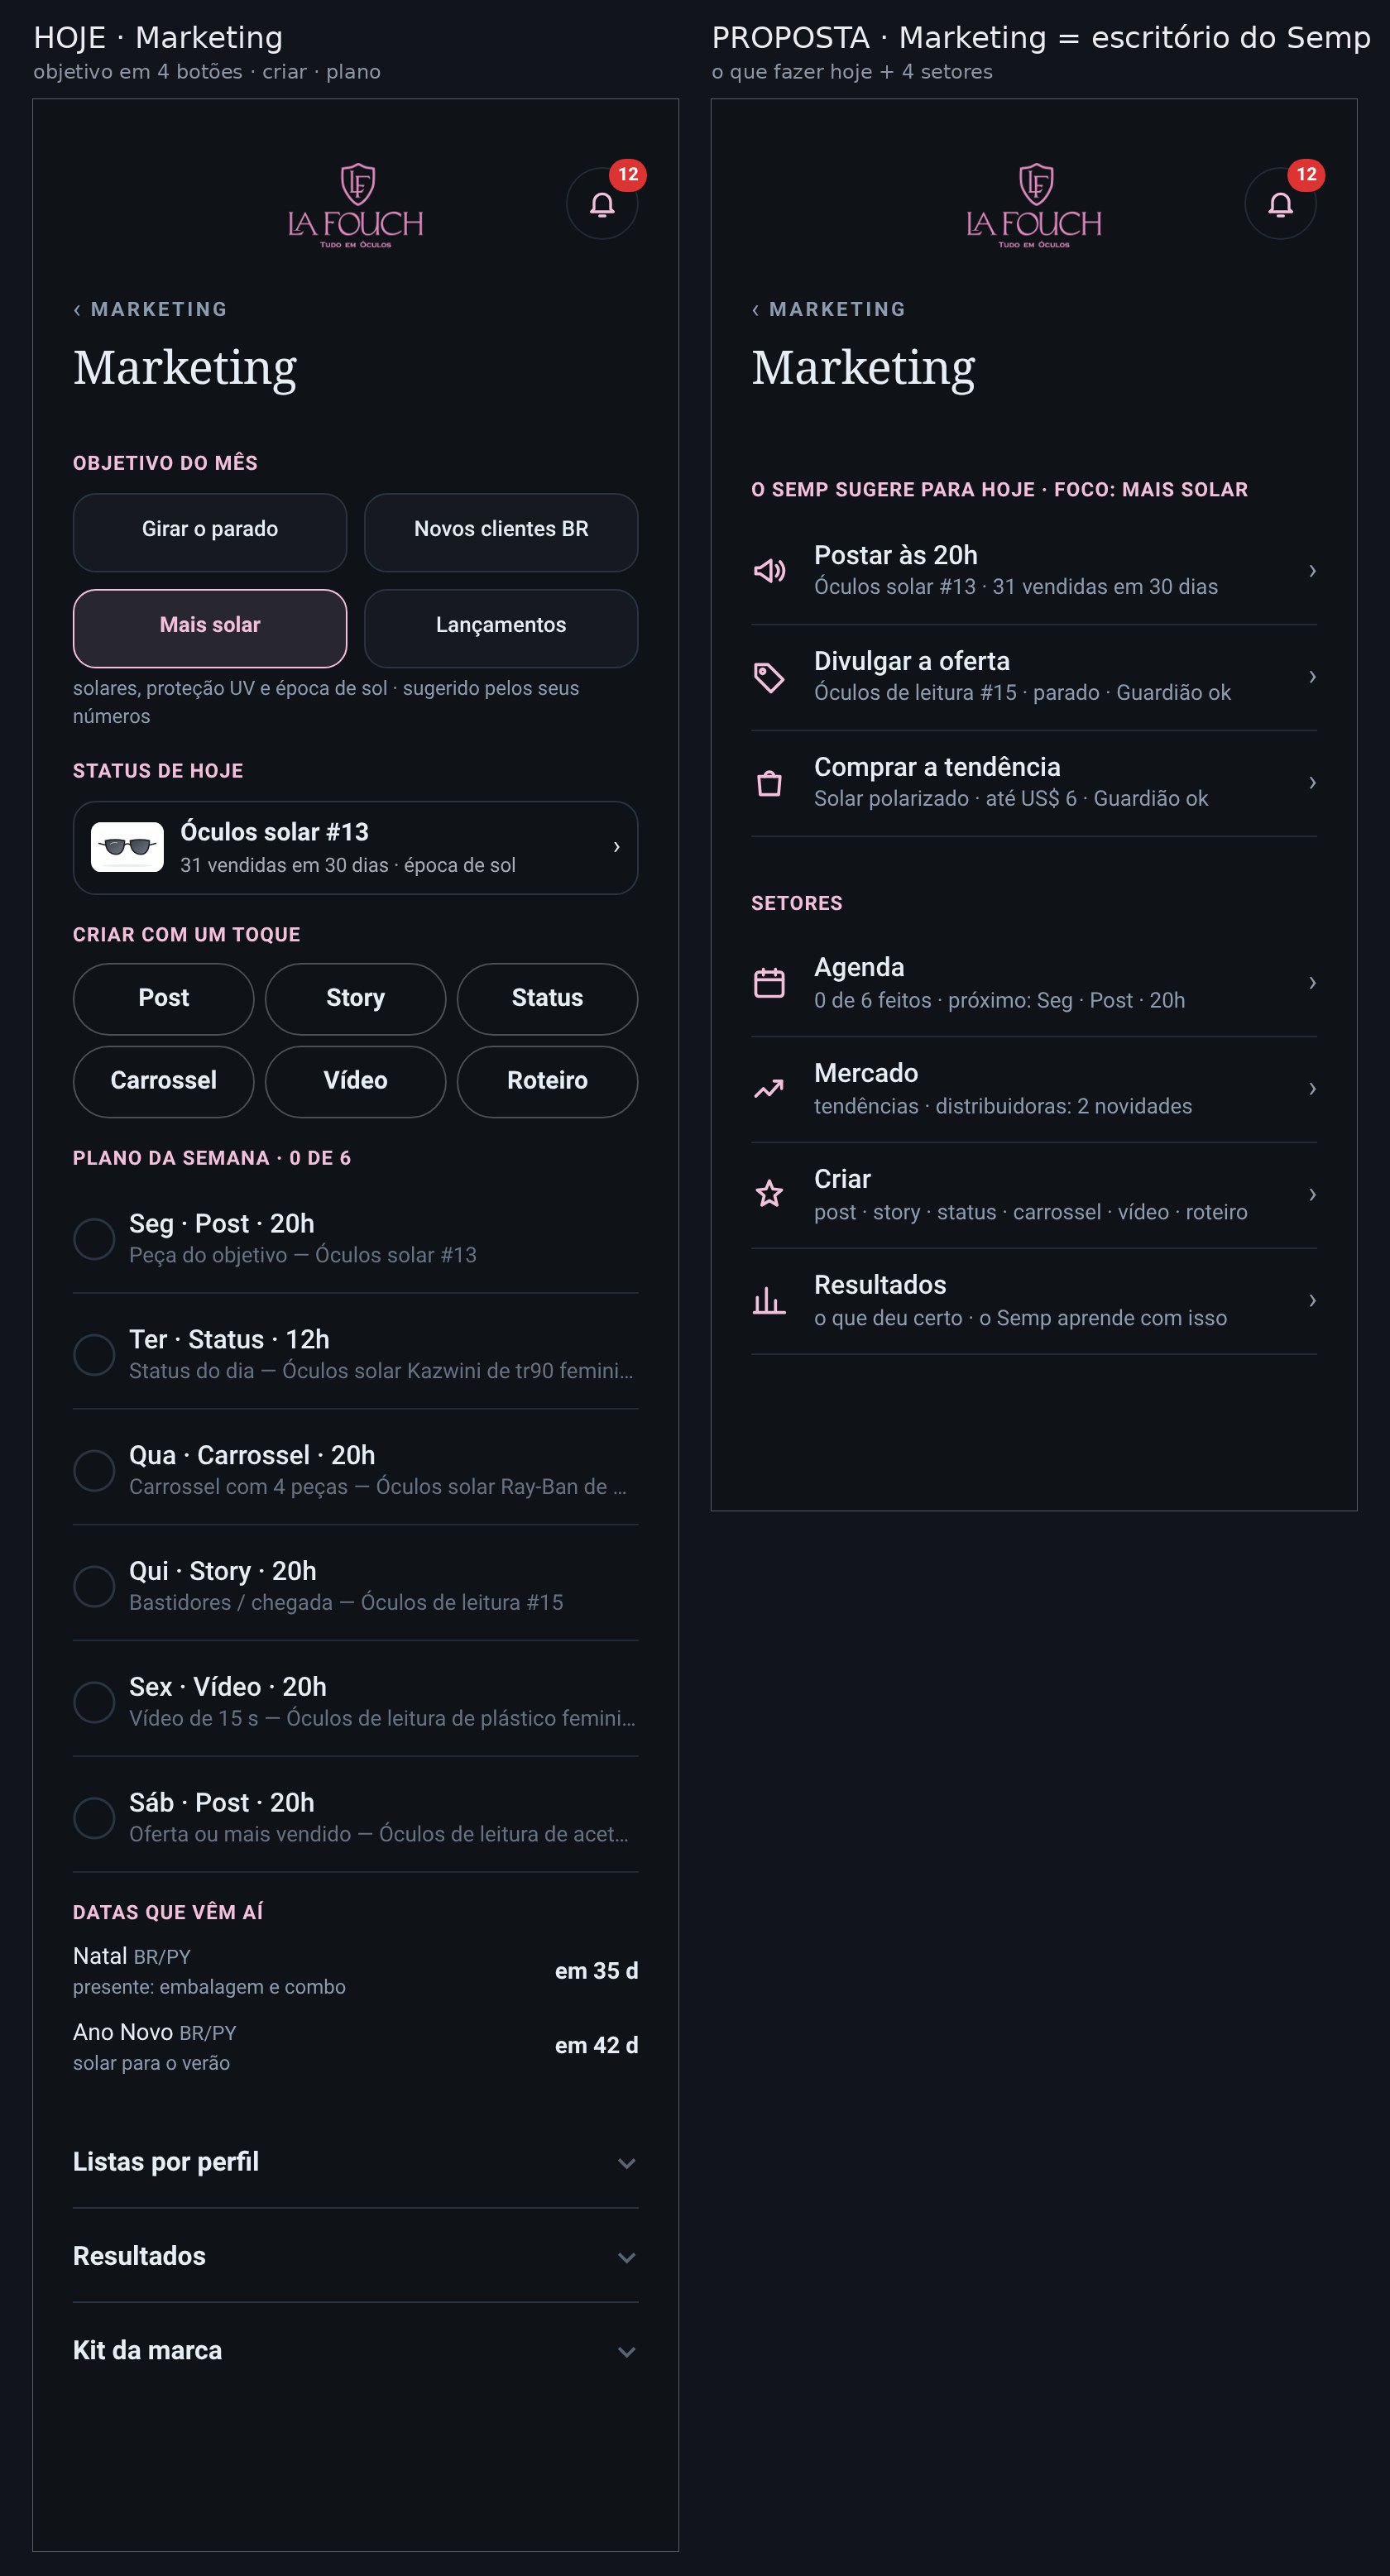 HOJE · Marketing
objetivo em 4 botões · criar · plano
12
LF
LA FOUCH
TUDO EM ÓCULOS
‹ MARKETING
Marketing
OBJETIVO DO MÊS
Girar o parado
Novos clientes BR
Mais solar
Lançamentos
solares, proteção UV e época de sol · sugerido pelos seus
números
STATUS DE HOJE
Óculos solar #13
31 vendidas em 30 dias · época de sol
›
CRIAR COM UM TOQUE
Post
Story
Status
Carrossel
Vídeo
Roteiro
PLANO DA SEMANA · 0 DE 6
Seg · Post · 20h
Peça do objetivo — Óculos solar #13
Ter · Status · 12h
Status do dia — Óculos solar Kazwini de tr90 femini…
Qua · Carrossel · 20h
Carrossel com 4 peças — Óculos solar Ray-Ban de …
Qui · Story · 20h
Bastidores / chegada — Óculos de leitura #15
Sex · Vídeo · 20h
Vídeo de 15 s — Óculos de leitura de plástico femini…
Sáb · Post · 20h
Oferta ou mais vendido — Óculos de leitura de acet…
DATAS QUE VÊM AÍ
Natal BR/PY
presente: embalagem e combo
em 35 d
Ano Novo BR/PY
solar para o verão
em 42 d
Listas por perfil
Resultados
Kit da marca
PROPOSTA · Marketing = escritório do Semp
o que fazer hoje + 4 setores
12
LF
LA FOUCH
TUDO EM ÓCULOS
‹ MARKETING
Marketing
O SEMP SUGERE PARA HOJE · FOCO: MAIS SOLAR
Postar às 20h
Óculos solar #13 · 31 vendidas em 30 dias
›
Divulgar a oferta
Óculos de leitura #15 · parado · Guardião ok
›
Comprar a tendência
Solar polarizado · até US$ 6 · Guardião ok
›
SETORES
Agenda
0 de 6 feitos · próximo: Seg · Post · 20h
›
Mercado
tendências · distribuidoras: 2 novidades
›
Criar
post · story · status · carrossel · vídeo · roteiro
›
Resultados
o que deu certo · o Semp aprende com isso
›